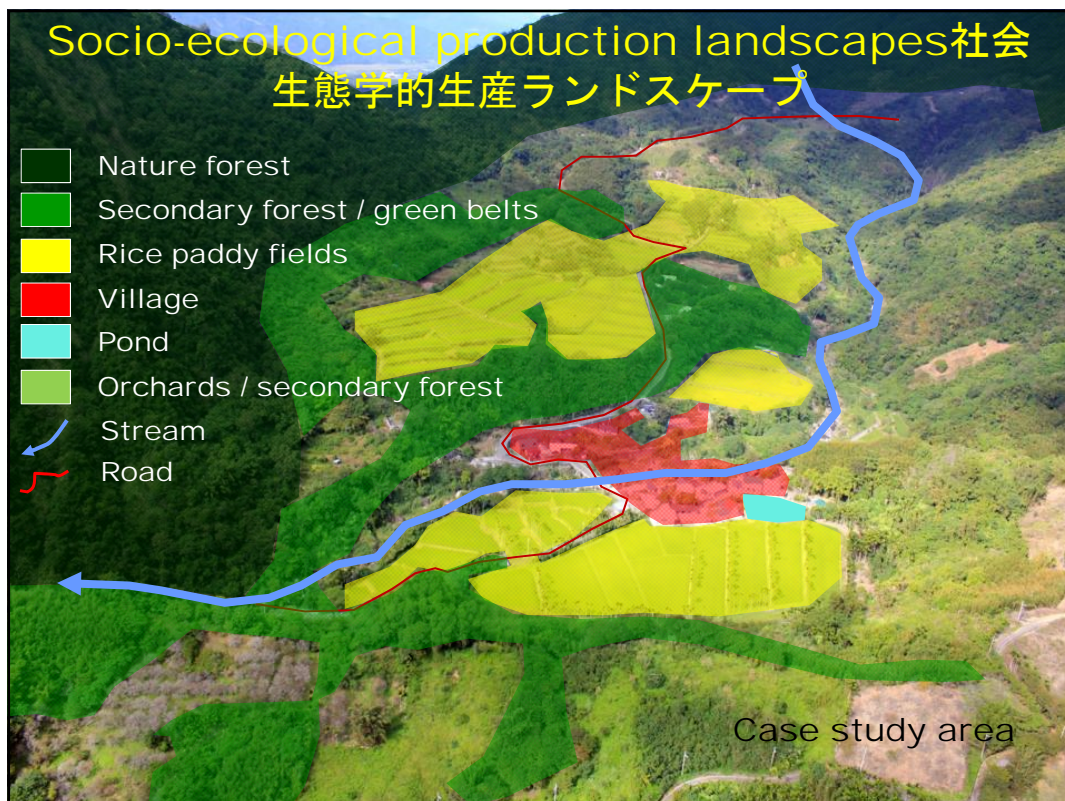 Socio-ecological production landscapes社会
生態学的生産ランドスケープ
Nature forest
Secondary forest / green belts
Rice paddy fields
Village
Pond
Orchards / secondary forest
Stream
Road
Case study area